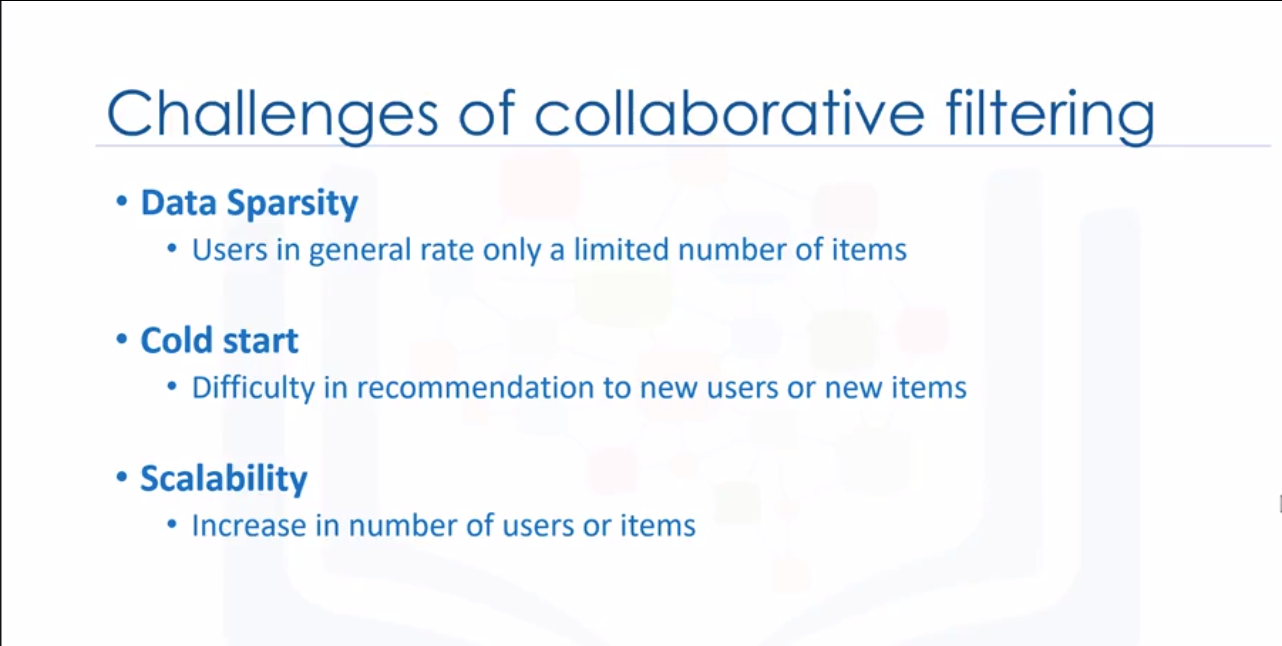 Challenges of collaborative filtering
• Data Sparsity
• Users in general rate only a limited number of items
• Cold start
• Difficulty in recommendation to new users or new items
• Scalability
• Increase in number of users or items